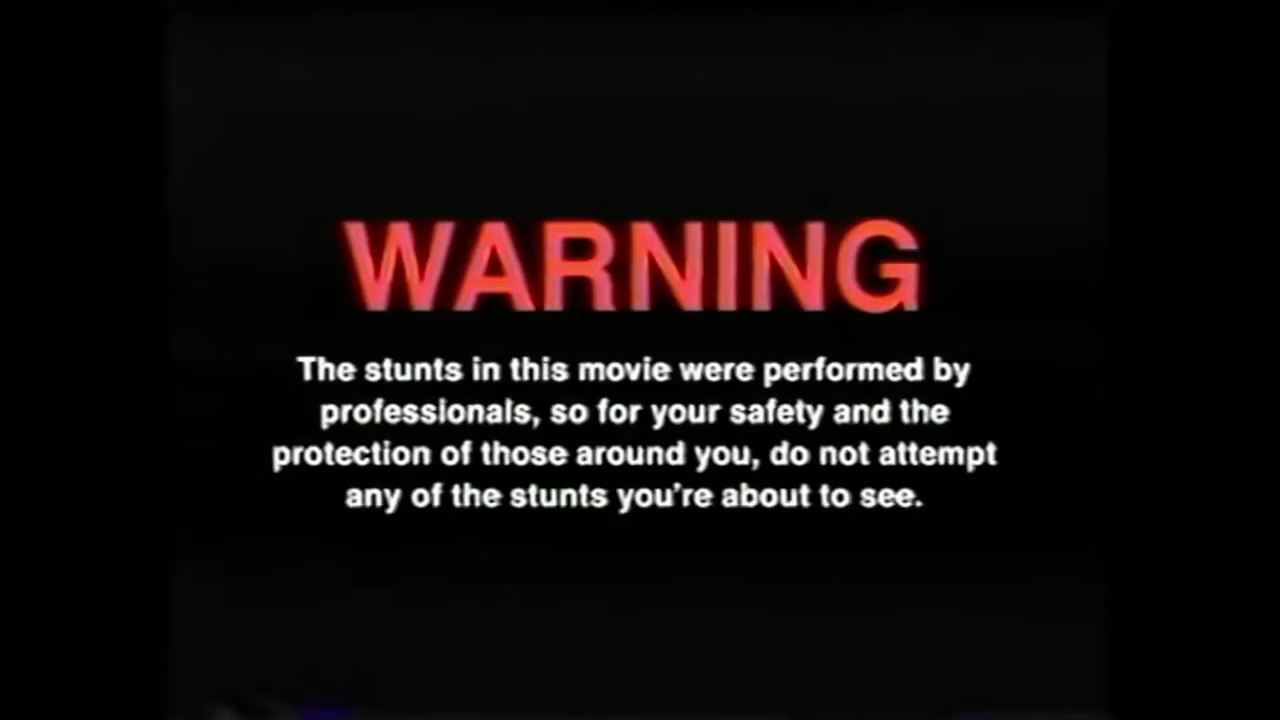 WARNING
The stunts in this movie were performed by
professionals, so for your safety and the
protection of those around you, do not attempt
any of the stunts you're about to see.